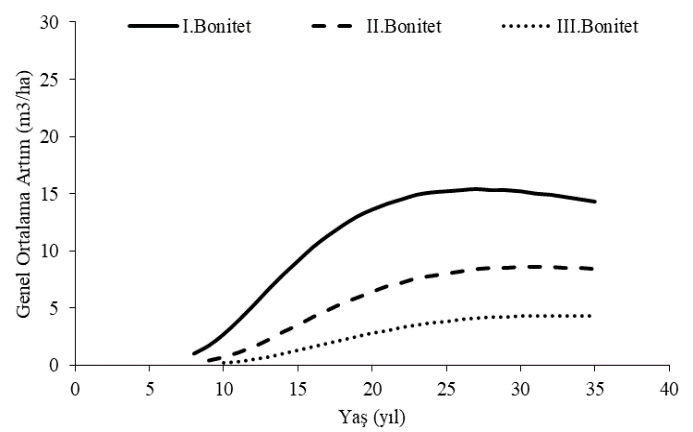 I.Bonitet II.Bonitet III.Bonitet
Genel Ortalama Artım (m3/ha)
30
25
20
15
10
5
0
0 5 10 15 20 25 30 35 40
Yaş (yıl)